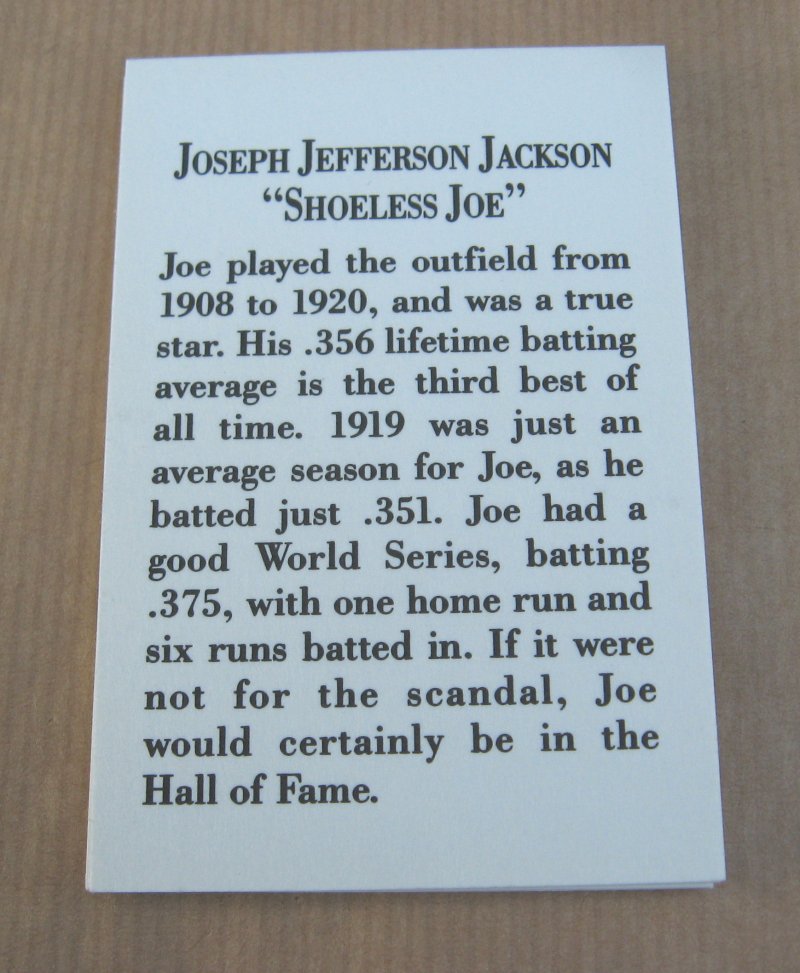 JOSEPH JEFFERSON JACKSON
“SHOELESS JOE”
Joe played the outfield from
1908 to 1920, and was a true
star. His .356 lifetime batting
average is the third best of
all time. 1919 was just an
average season for Joe, as he
batted just .351. Joe had a
good World Series, batting
.375, with one home run and
six runs batted in. If it were
not for the scandal, Joe
would certainly be in the
Hall of Fame.